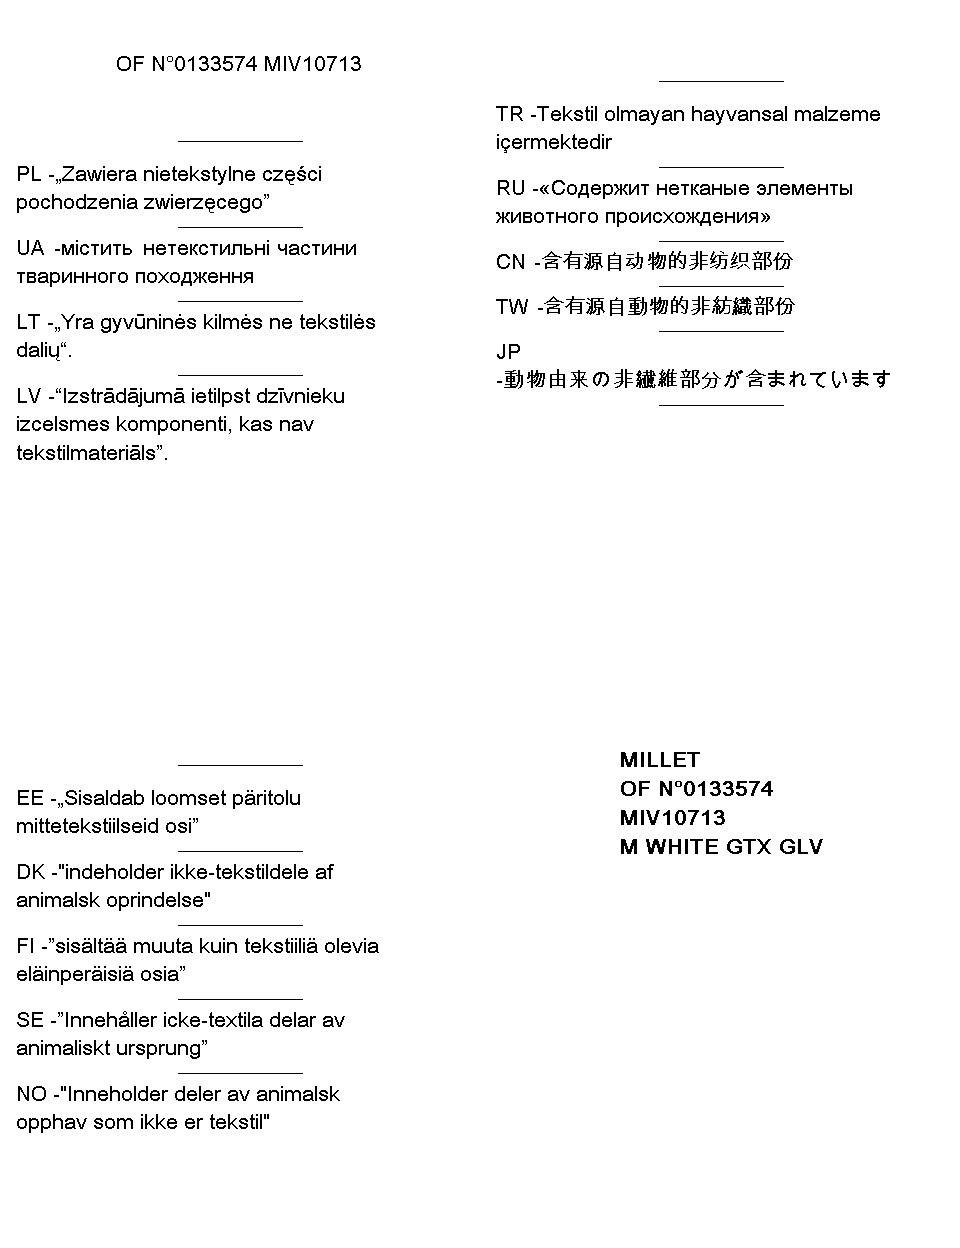 OF N°0133574 MIV10713
PL -„Zawiera nietekstylne części
pochodzenia zwierzęcego”
UA -містить нетекстильні частини
тваринного походження
LT -„Yra gyvūninės kilmės ne tekstilės
dalių“.
LV -“Izstrādājumā ietilpst dzīvnieku
izcelsmes komponenti, kas nav
tekstilmateriāls”.
TR -Tekstil olmayan hayvansal malzeme
içermektedir
RU -«Содержит нетканые элементы
животного происхождения»
CN -含有源自动物的非纺织部份
TW -含有源自動物的非紡織部份
JP
-動物由来の非繊維部分が含まれています
EE -„Sisaldab loomset päritolu
mittetekstiilseid osi”
DK -"indeholder ikke-tekstildele af
animalsk oprindelse"
FI -”sisältää muuta kuin tekstiiliä olevia
eläinperäisiä osia”
SE -”Innehåller icke-textila delar av
animaliskt ursprung”
NO -"Inneholder deler av animalsk
opphav som ikke er tekstil"
MILLET
OF N°0133574
MIV10713
M WHITE GTX GLV